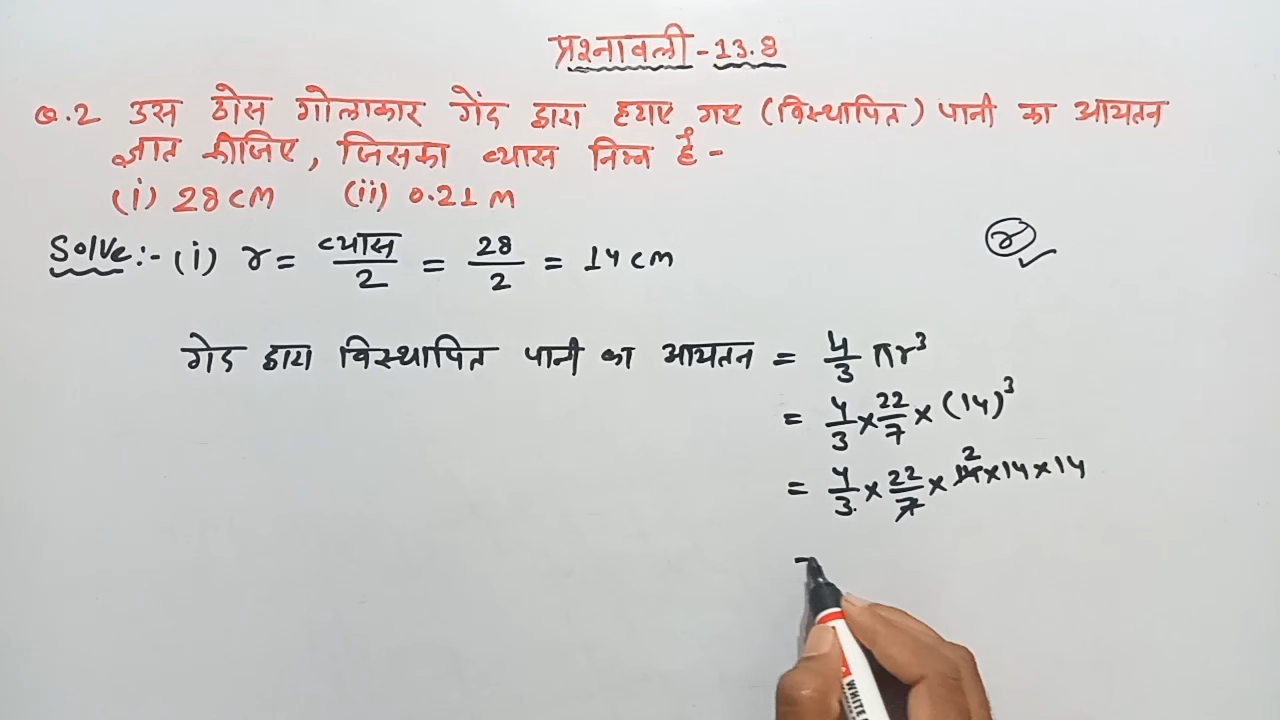 प्रश्नावली - 13.8
Q.2 उस ठोस गोलाकार गेंद द्वारा हटाए गए (विस्थापित) पानी का आयतन
ज्ञात कीजिए, जिसका व्यास निम्न है -
(i) 28 cm (ii) 0.21 m
Solve:- (i) r = व्यास/2 = 28/2 = 14 cm
r
गेद द्वारा विस्थापित पानी का आयतन = 4/3 πr³
= 4/3 × 22/7 × (14)³
= 4/3 × 22/7 × 14 2 × 14 × 14
WHITE